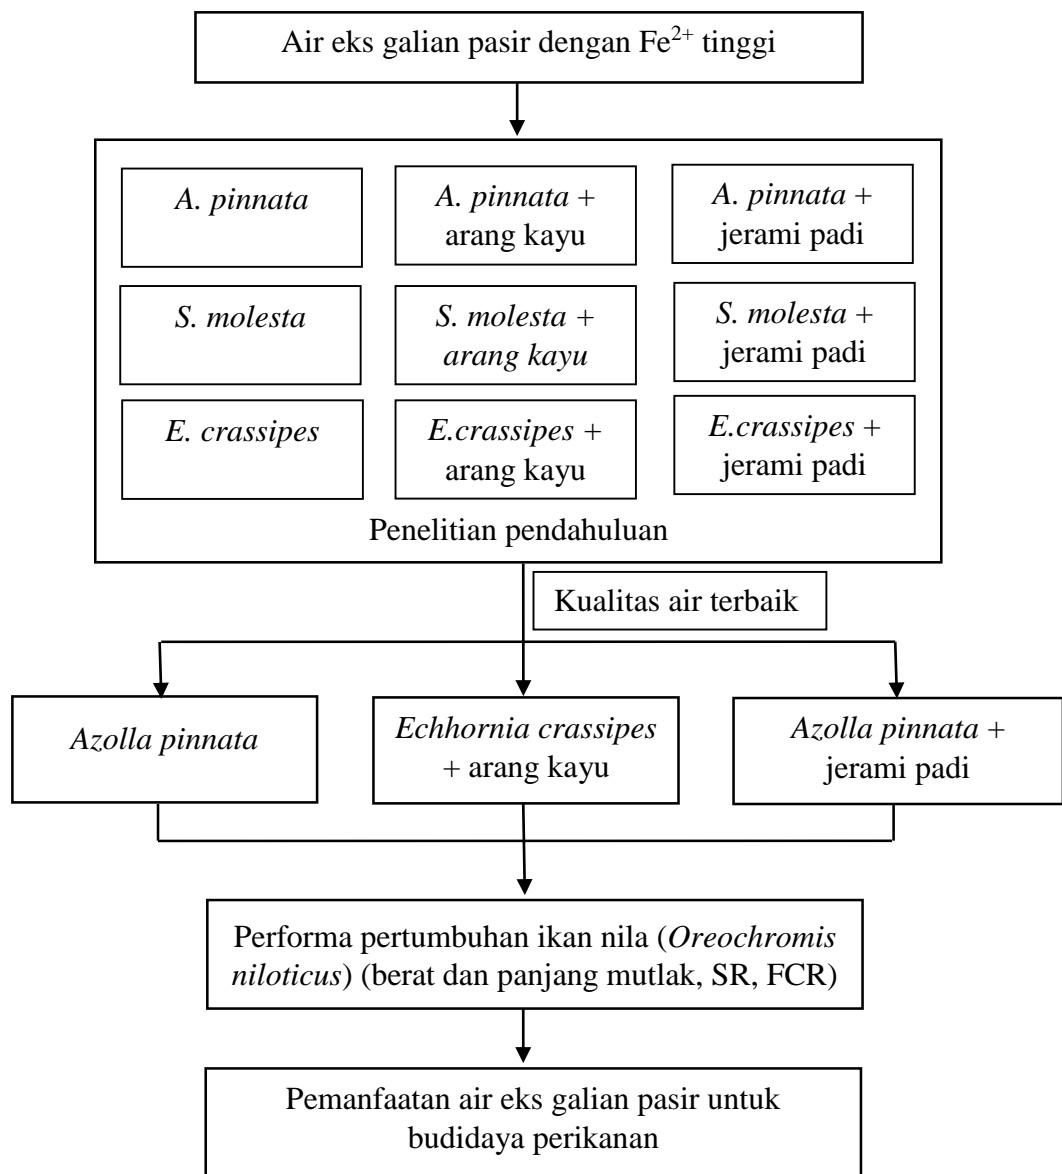 Air eks galian pasir dengan Fe²⁺ tinggi
A. pinnata
A. pinnata +
arang kayu
A. pinnata +
jerami padi
S. molesta
S. molesta +
arang kayu
S. molesta +
jerami padi
E. crassipes
E.crassipes +
arang kayu
E.crassipes +
jerami padi
Penelitian pendahuluan
Kualitas air terbaik
Azolla pinnata
Echhornia crassipes
+ arang kayu
Azolla pinnata +
jerami padi
Performa pertumbuhan ikan nila (Oreochromis
niloticus) (berat dan panjang mutlak, SR, FCR)
Pemanfaatan air eks galian pasir untuk
budidaya perikanan